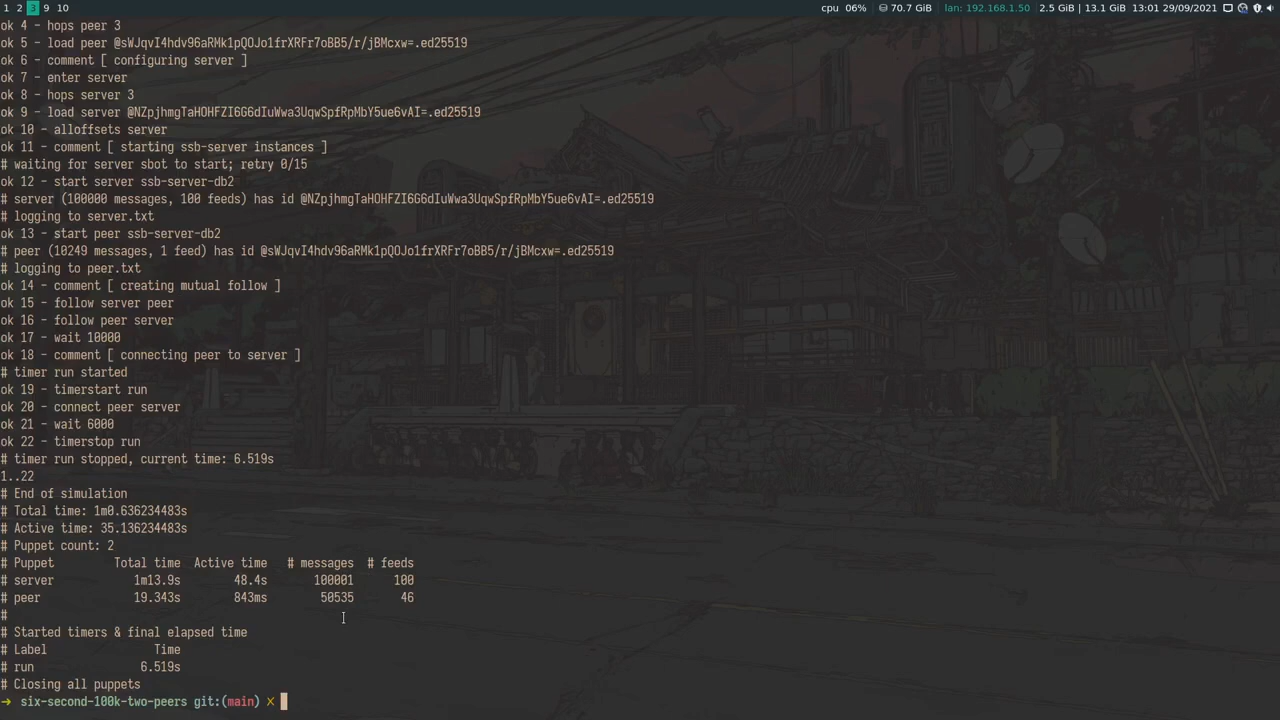 1 2 3 9 10 cpu 06% 70.7 GiB lan: 192.168.1.50 2.5 GiB | 13.1 GiB 13:01 29/09/2021
ok 4 - hops peer 3
ok 5 - load peer @sWJqvI4hdv96aRMk1pQOJo1frXRFr7oBB5/r/jBMcxw=.ed25519
ok 6 - comment [ configuring server ]
ok 7 - enter server
ok 8 - hops server 3
ok 9 - load server @NZpjhmgTaHOHFZI6G6dIuWwa3UqwSpfRpMbY5ue6vAI=.ed25519
ok 10 - alloffsets server
ok 11 - comment [ starting ssb-server instances ]
# waiting for server sbot to start; retry 0/15
ok 12 - start server ssb-server-db2
# server (100000 messages, 100 feeds) has id @NZpjhmgTaHOHFZI6G6dIuWwa3UqwSpfRpMbY5ue6vAI=.ed25519
# logging to server.txt
ok 13 - start peer ssb-server-db2
# peer (10249 messages, 1 feed) has id @sWJqvI4hdv96aRMk1pQOJo1frXRFr7oBB5/r/jBMcxw=.ed25519
# logging to peer.txt
ok 14 - comment [ creating mutual follow ]
ok 15 - follow server peer
ok 16 - follow peer server
ok 17 - wait 10000
ok 18 - comment [ connecting peer to server ]
# timer run started
ok 19 - timerstart run
ok 20 - connect peer server
ok 21 - wait 6000
ok 22 - timerstop run
# timer run stopped, current time: 6.519s
1..22
# End of simulation
# Total time: 1m0.636234483s
# Active time: 35.136234483s
# Puppet count: 2
# Puppet Total time Active time # messages # feeds
# server 1m13.9s 48.4s 100001 100
# peer 19.343s 843ms 50535 46
#
# Started timers & final elapsed time
# Label Time
# run 6.519s
# Closing all puppets
→ six-second-100k-two-peers git:(main) ✗